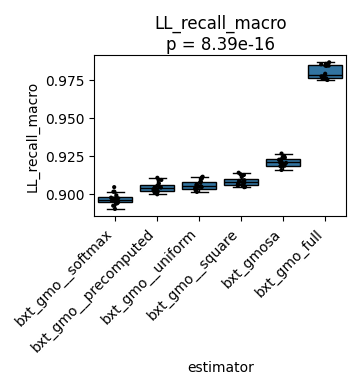 LL_recall_macro
p = 8.39e-16
LL_recall_macro
0.975
0.950
0.925
0.900
bxt_gmo__softmax
bxt_gmo__precomputed
bxt_gmo__uniform
bxt_gmo__square
bxt_gmosa
bxt_gmo_full
estimator